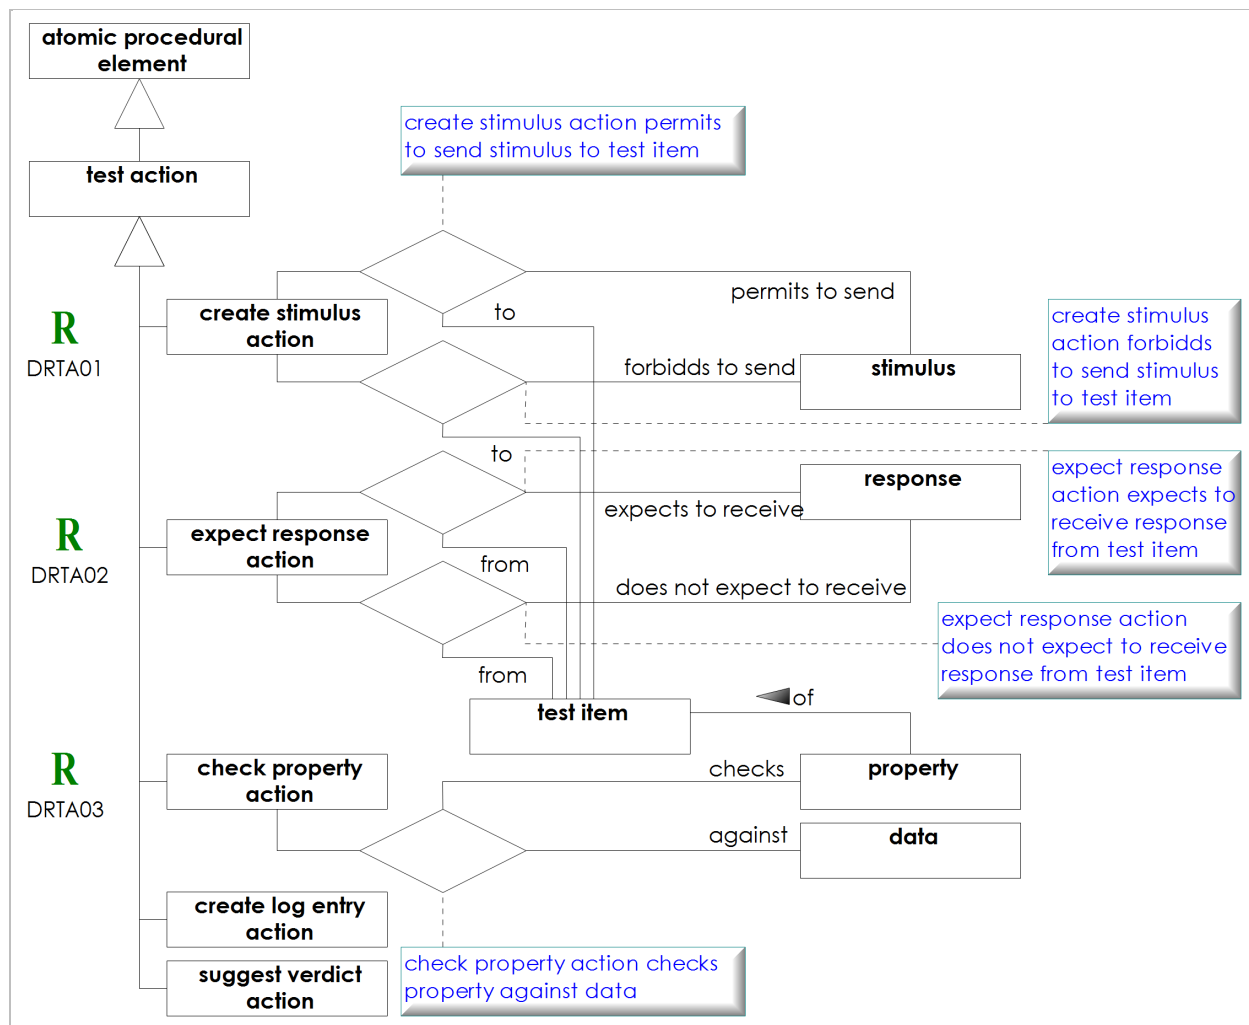 atomic procedural
element
create stimulus action permits
to send stimulus to test item
test action
permits to send
to
R
DRTA01
create stimulus
action
create stimulus
action forbidds
to send stimulus
to test item
forbidds to send
stimulus
to
response
expects to receive
expect response
action expects to
receive response
from test item
R
DRTA02
expect response
action
from
does not expect to receive
expect response action
does not expect to receive
response from test item
from
of
test item
R
DRTA03
check property
action
checks
property
against
data
create log entry
action
suggest verdict
action
check property action checks
property against data